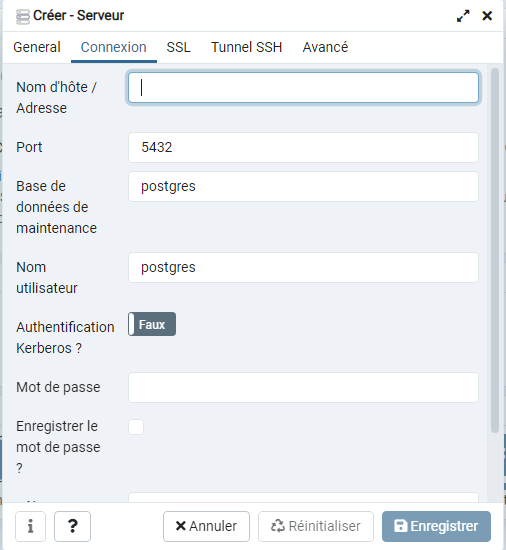 Créer - Serveur
General Connexion SSL Tunnel SSH Avancé
Nom d'hôte /
Adresse
Port 5432
Base de
données de
maintenance postgres
Nom
utilisateur postgres
Authentification
Kerberos ? Faux
Mot de passe
Enregistrer le
mot de passe
?
i ? Annuler Réinitialiser Enregistrer